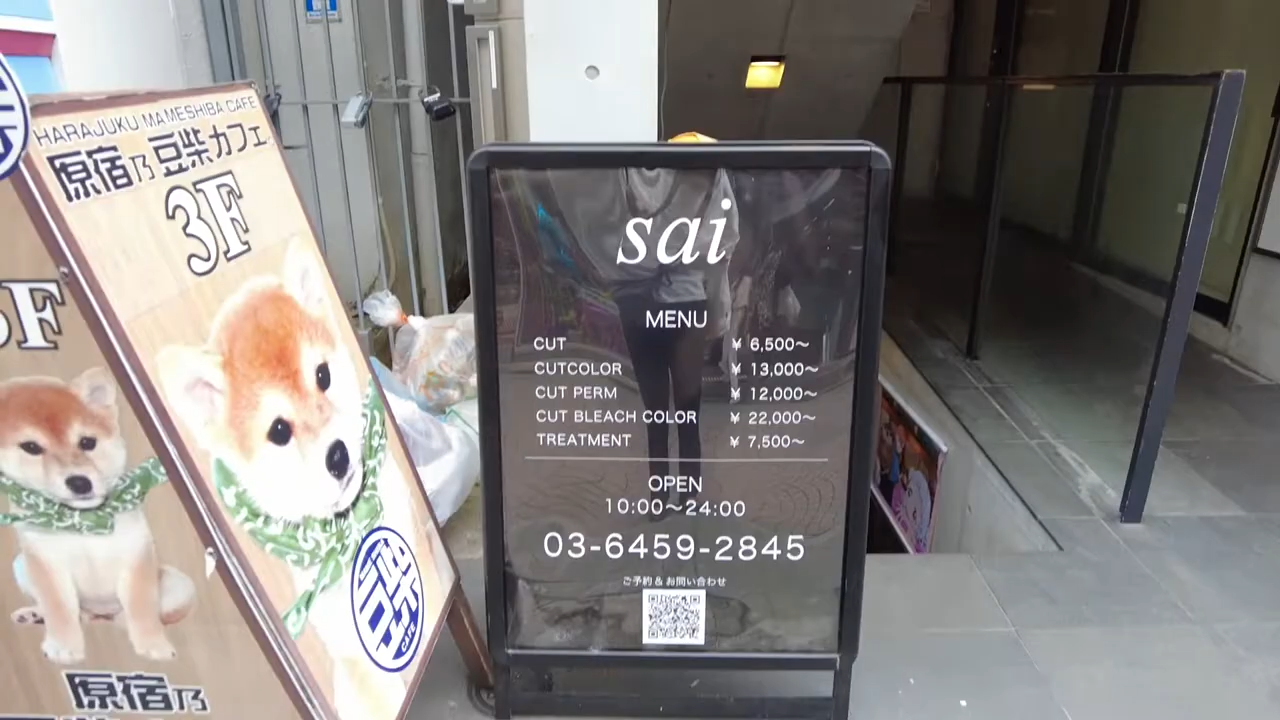 HARAJUKU MAMESHIBA CAFE
原宿乃 豆柴カフェ
3F
原宿乃
sai
MENU
CUT ¥ 6,500〜
CUTCOLOR ¥ 13,000〜
CUT PERM ¥ 12,000〜
CUT BLEACH COLOR ¥ 22,000〜
TREATMENT ¥ 7,500〜
OPEN
10:00〜24:00
03-6459-2845
ご予約 & お問い合わせ